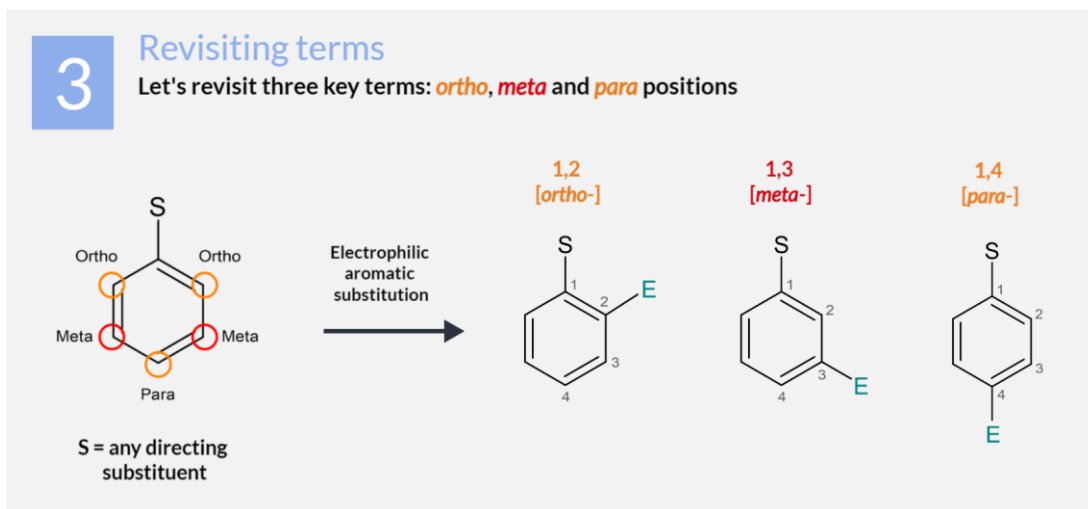 3
Revisiting terms
Let's revisit three key terms: ortho, meta and para positions
S
Ortho
Ortho
Meta
Meta
Para
S = any directing
substituent
Electrophilic
aromatic
substitution
1,2
[ortho-]
S
1
2
E
3
4
1,3
[meta-]
S
1
2
3
E
4
1,4
[para-]
S
1
2
3
4
E